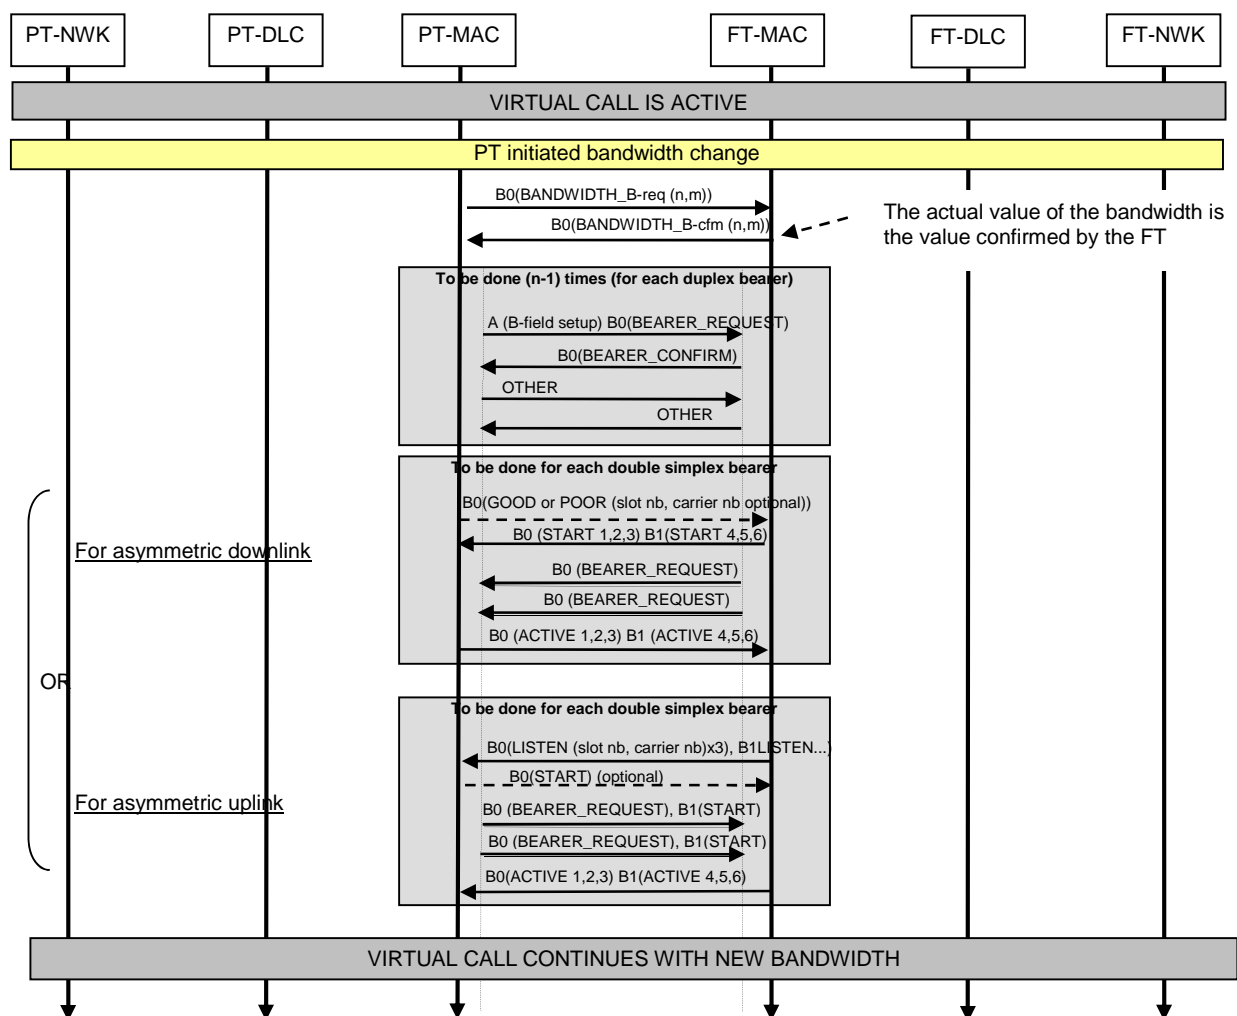 PT-NWK
PT-DLC
PT-MAC
FT-MAC
FT-DLC
FT-NWK
VIRTUAL CALL IS ACTIVE
PT initiated bandwidth change
B0(BANDWIDTH_B-req (n,m))
B0(BANDWIDTH_B-cfm (n,m))
The actual value of the bandwidth is
the value confirmed by the FT
To be done (n-1) times (for each duplex bearer)
A (B-field setup) B0(BEARER_REQUEST)
B0(BEARER_CONFIRM)
OTHER
OTHER
To be done for each double simplex bearer
B0(GOOD or POOR (slot nb, carrier nb optional))
B0 (START 1,2,3) B1(START 4,5,6)
For asymmetric downlink
B0 (BEARER_REQUEST)
B0 (BEARER_REQUEST)
B0 (ACTIVE 1,2,3) B1 (ACTIVE 4,5,6)
OR
To be done for each double simplex bearer
B0(LISTEN (slot nb, carrier nb)x3), B1LISTEN...)
B0(START) (optional)
For asymmetric uplink
B0 (BEARER_REQUEST), B1(START)
B0 (BEARER_REQUEST), B1(START)
B0(ACTIVE 1,2,3) B1(ACTIVE 4,5,6)
VIRTUAL CALL CONTINUES WITH NEW BANDWIDTH